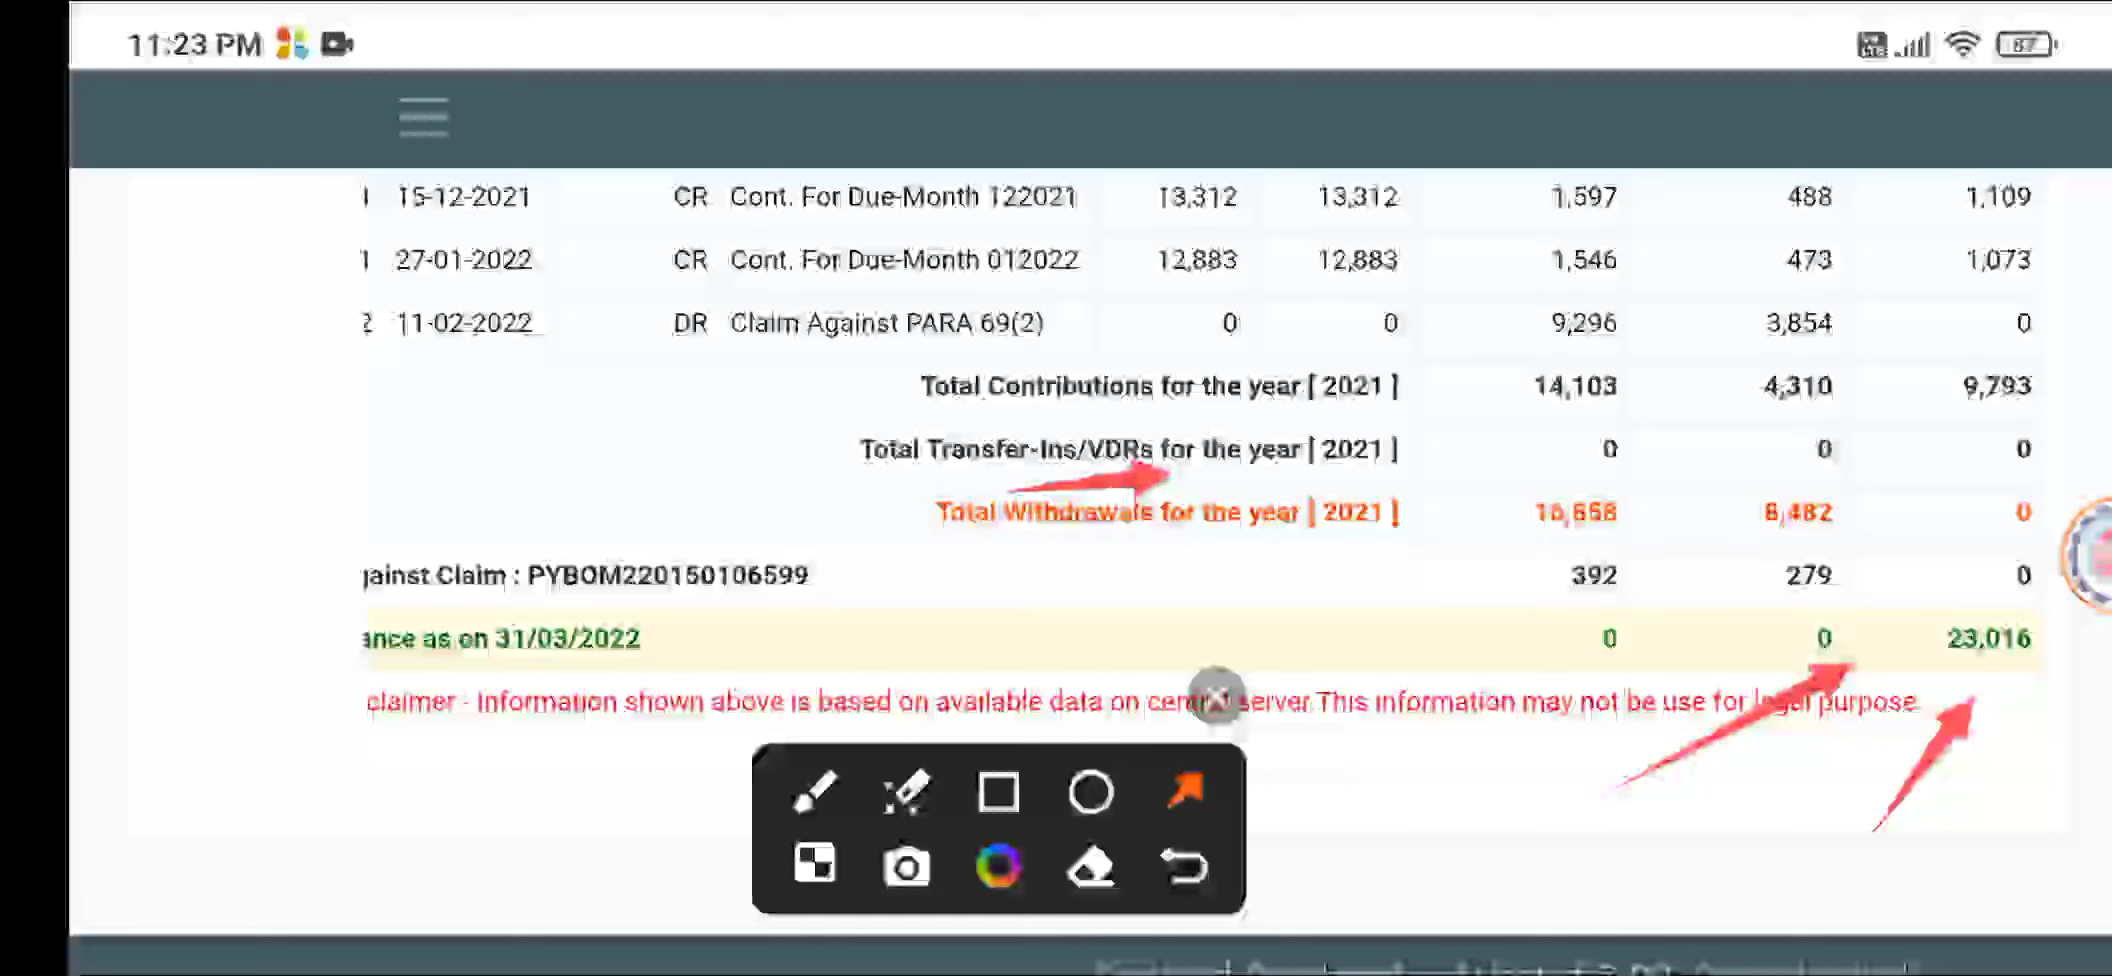 11:23 PM 87
15-12-2021 CR Cont. For Due-Month 122021 13,312 13,312 1,597 488 1,109
27-01-2022 CR Cont. For Due-Month 012022 12,883 12,883 1,546 473 1,073
2 11-02-2022 DR Claim Against PARA 69(2) 0 0 9,296 3,854 0
Total Contributions for the year [ 2021 ] 14,103 4,310 9,793
Total Transfer-Ins/VDRs for the year [ 2021 ] 0 0 0
Total Withdrawals for the year [ 2021 ] 0
ainst Claim : PYBOM220150106599 392 279 0
ance as on 31/03/2022 0 0 23,016
claimer - Information shown above is based on available data on central server.This information may not be use for legal purpose.